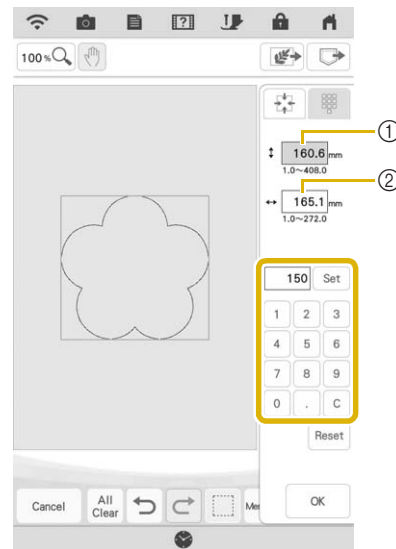 100 %
①
160.6 mm
1.0~408.0
②
165.1 mm
1.0~272.0
150 Set
1 2 3
4 5 6
7 8 9
0 . C
Reset
Cancel All Clear Me OK